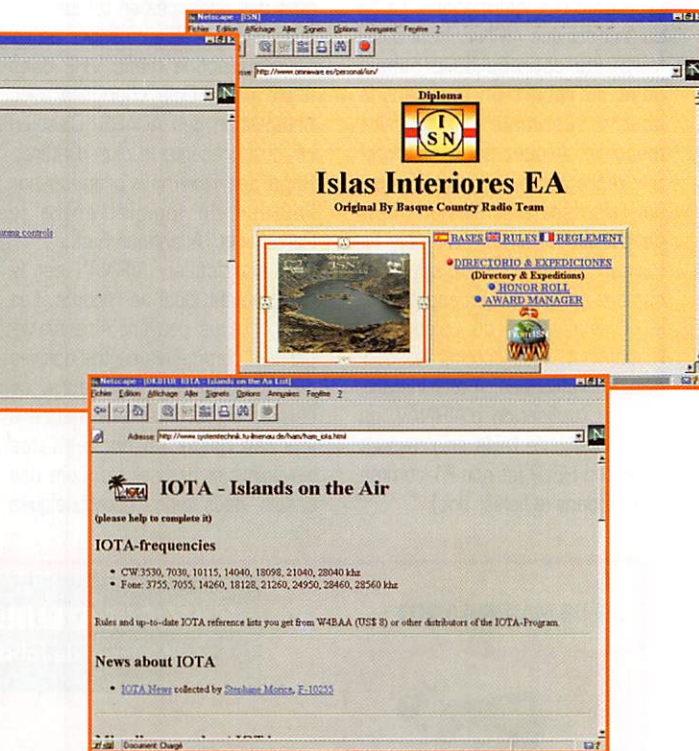 Netscape - [ISN]
Fichier Edition Affichage Aller Signets Options Annuaires Fenêtre ?
http://www.omniware.es/personal/isn/
Diploma
I
S N
Islas Interiores EA
Original By Basque Country Radio Team
BASES RULES REGLEMENT
DIRECTORIO & EXPEDICIONES
(Directory & Expeditions)
HONOR ROLL
AWARD MANAGER
ISN
WWW
controls
Netscape - [DK0TUI IOTA - Islands on the Air List]
Fichier Edition Affichage Aller Signets Options Annuaires Fenêtre ?
Adresse http://www.systemtechnik.tu-ilmenau.de/ham/ham_iota.html
IOTA - Islands on the Air
(please help to complete it)
IOTA-frequencies
CW:3530, 7030, 10115, 14040, 18098, 21040, 28040 khz
Fone: 3755, 7055, 14260, 18128, 21260, 24950, 28460, 28560 khz
Rules and up-to-date IOTA reference lists you get from W4BAA (US$ 8) or other distributors of the IOTA-Program.
News about IOTA
IOTA News collected by Stephane Morice, F-10255
Document Chargé